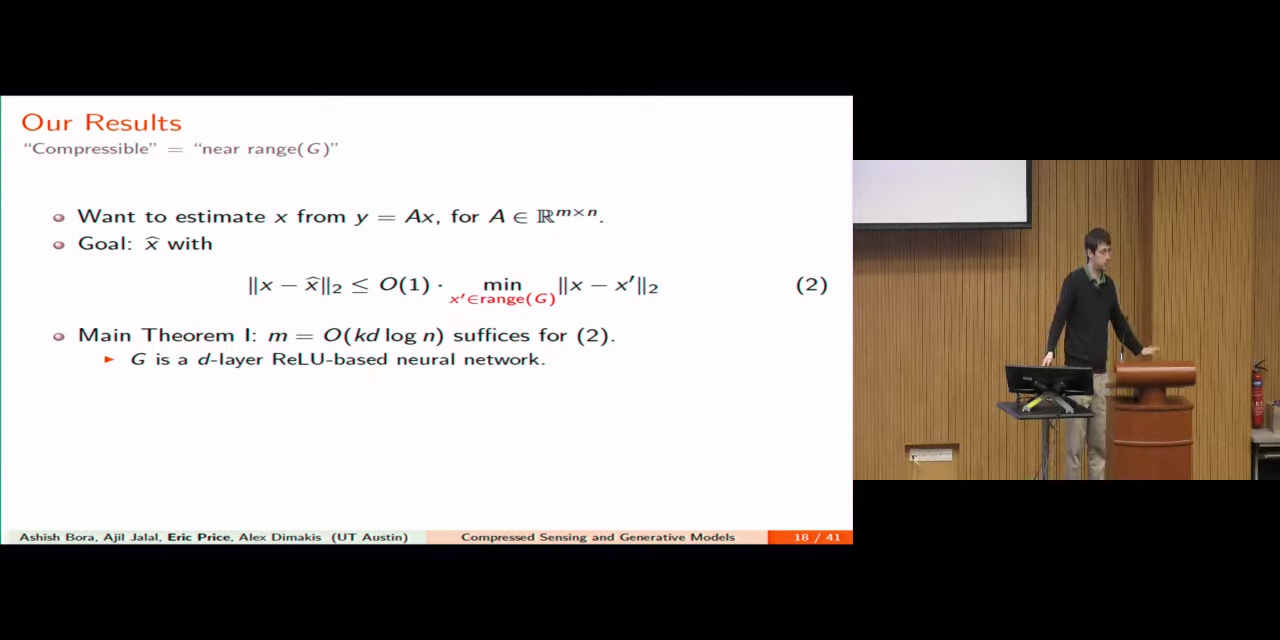 Our Results
“Compressible” = “near range(G)”
Want to estimate x from y = Ax, for A ∈ ℝ^{m×n}.
Goal: x̂ with
‖x − x̂‖₂ ≤ O(1) · min_{x′∈range(G)} ‖x − x′‖₂ (2)
Main Theorem I: m = O(kd log n) suffices for (2).
G is a d-layer ReLU-based neural network.
Ashish Bora, Ajil Jalal, Eric Price, Alex Dimakis (UT Austin) Compressed Sensing and Generative Models 18 / 41